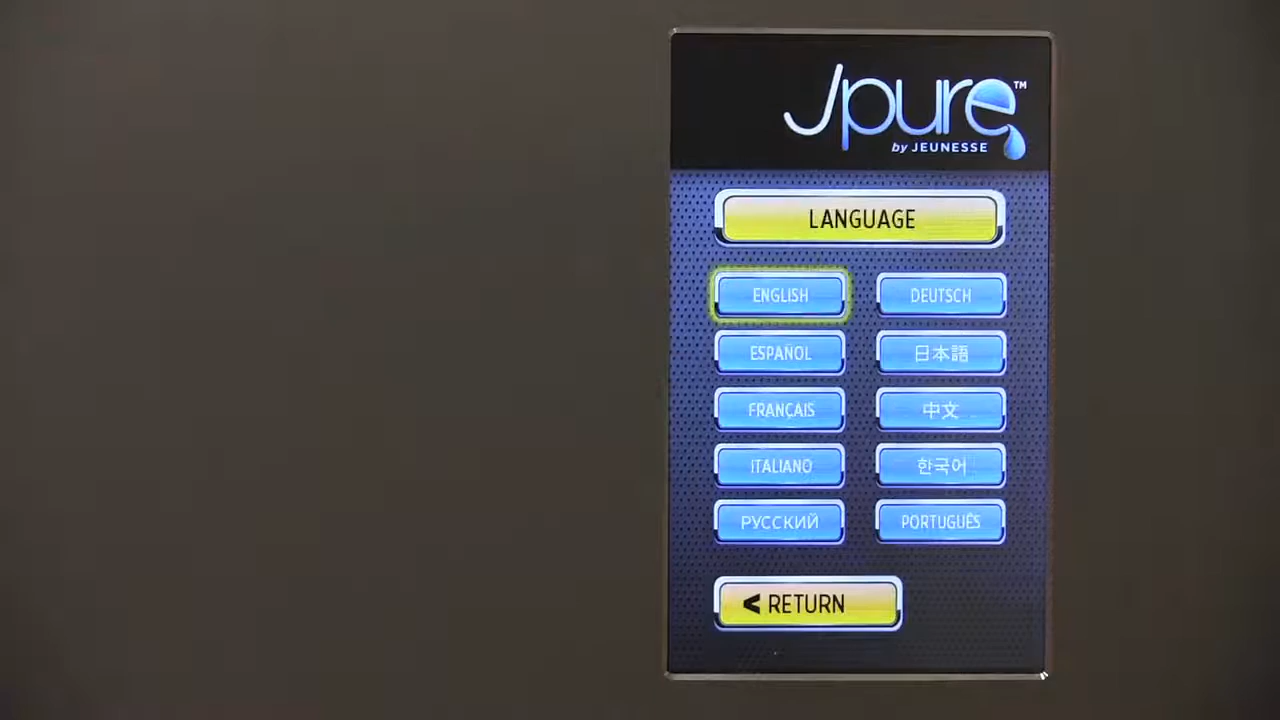 Jpure™
by JEUNESSE
LANGUAGE
ENGLISH
DEUTSCH
ESPAÑOL
日本語
FRANÇAIS
中文
ITALIANO
한국어
РУССКИЙ
PORTUGUÊS
< RETURN